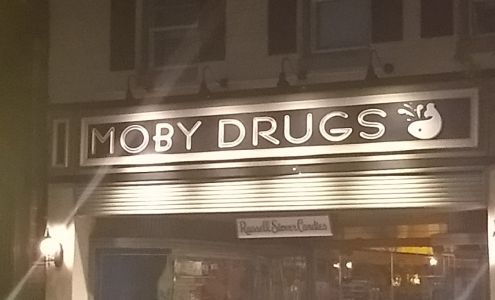 MOBY DRUGS
Russell Stover Candies